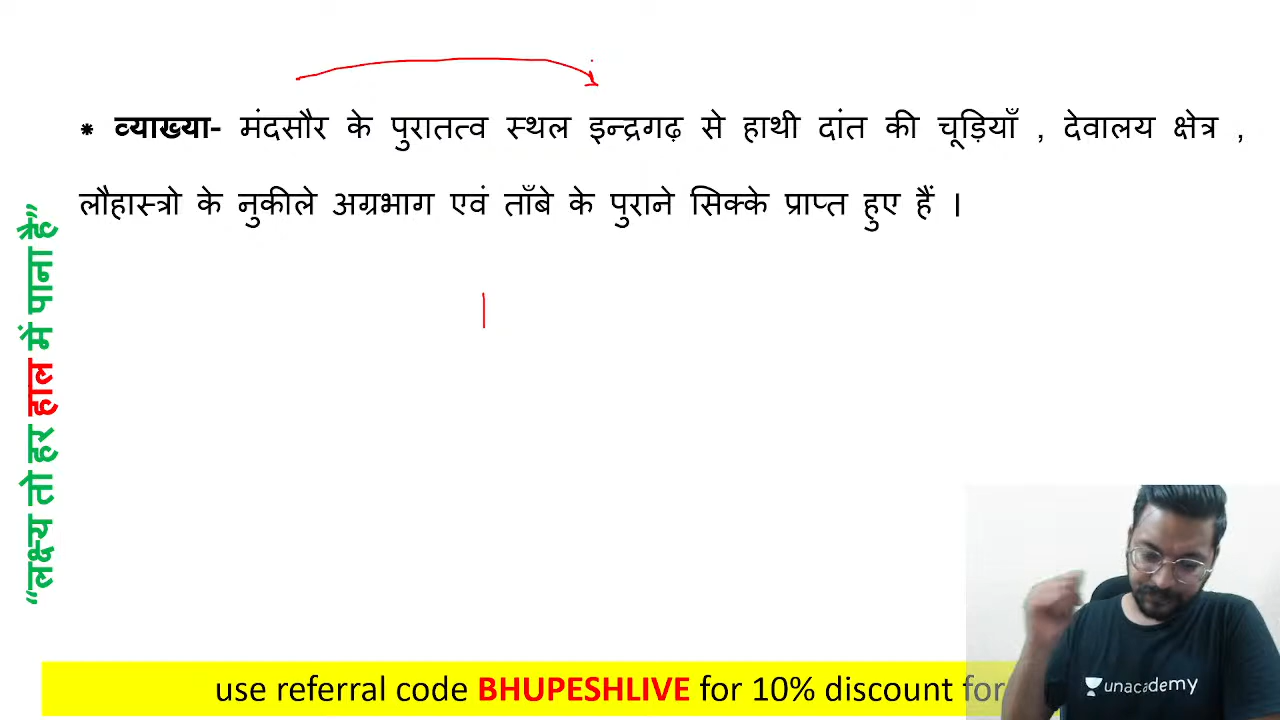 * व्याख्या- मंदसौर के पुरातत्व स्थल इन्द्रगढ़ से हाथी दांत की चूड़ियाँ , देवालय क्षेत्र ,
लौहास्त्रो के नुकीले अग्रभाग एवं ताँबे के पुराने सिक्के प्राप्त हुए हैं ।
“लक्ष्य तो हर हाल में पाना है”
use referral code BHUPESHLIVE for 10% discount for
unacademy